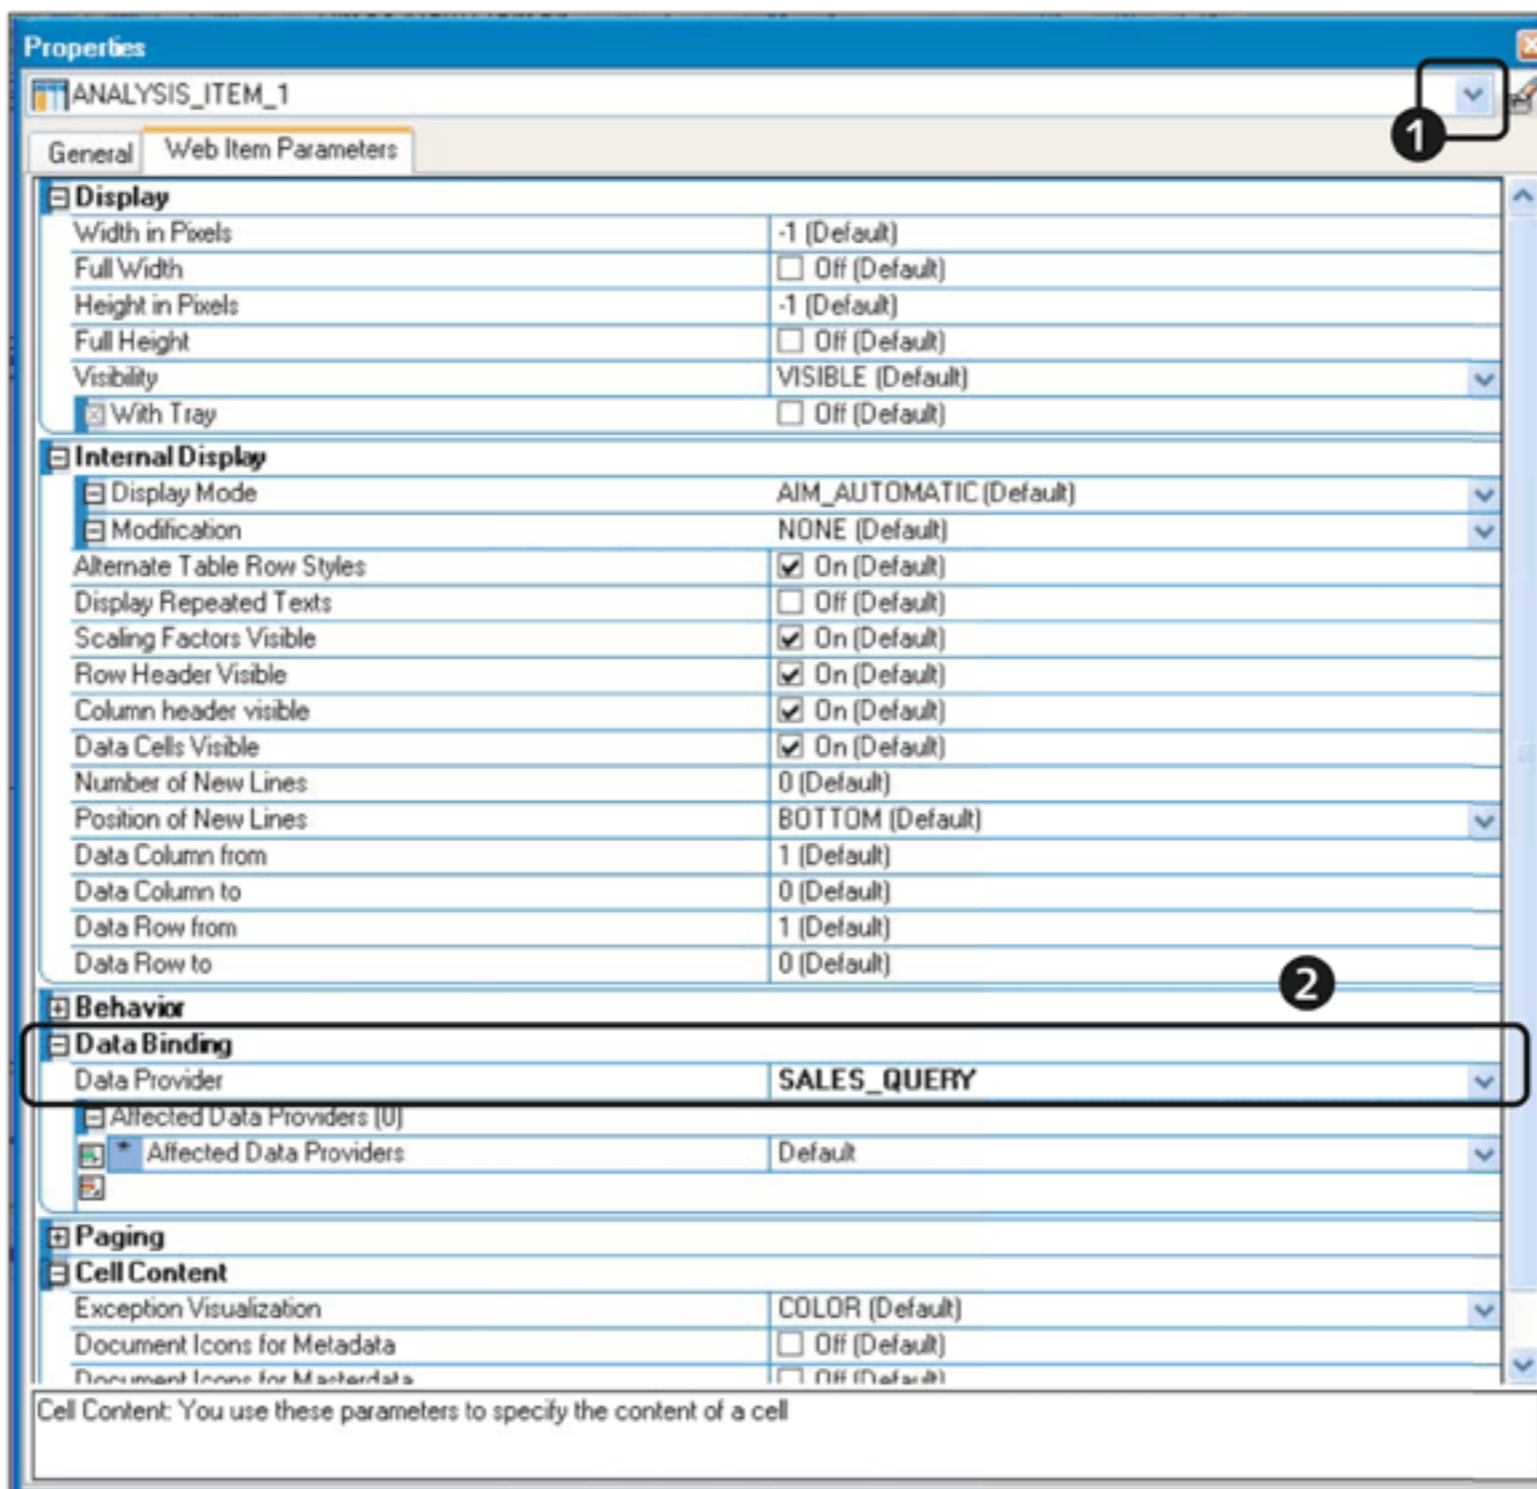 Properties
ANALYSIS_ITEM_1
1
General Web Item Parameters
Display
Width in Pixels -1 (Default)
Full Width Off (Default)
Height in Pixels -1 (Default)
Full Height Off (Default)
Visibility VISIBLE (Default)
With Tray Off (Default)
Internal Display
Display Mode AIM_AUTOMATIC (Default)
Modification NONE (Default)
Alternate Table Row Styles On (Default)
Display Repeated Texts Off (Default)
Scaling Factors Visible On (Default)
Row Header Visible On (Default)
Column header visible On (Default)
Data Cells Visible On (Default)
Number of New Lines 0 (Default)
Position of New Lines BOTTOM (Default)
Data Column from 1 (Default)
Data Column to 0 (Default)
Data Row from 1 (Default)
Data Row to 0 (Default)
2
Behavior
Data Binding
Data Provider SALES_QUERY
Affected Data Providers (0)
* Affected Data Providers Default
Paging
Cell Content
Exception Visualization COLOR (Default)
Document Icons for Metadata Off (Default)
Document Icons for Masterdata Off (Default)
Cell Content: You use these parameters to specify the content of a cell